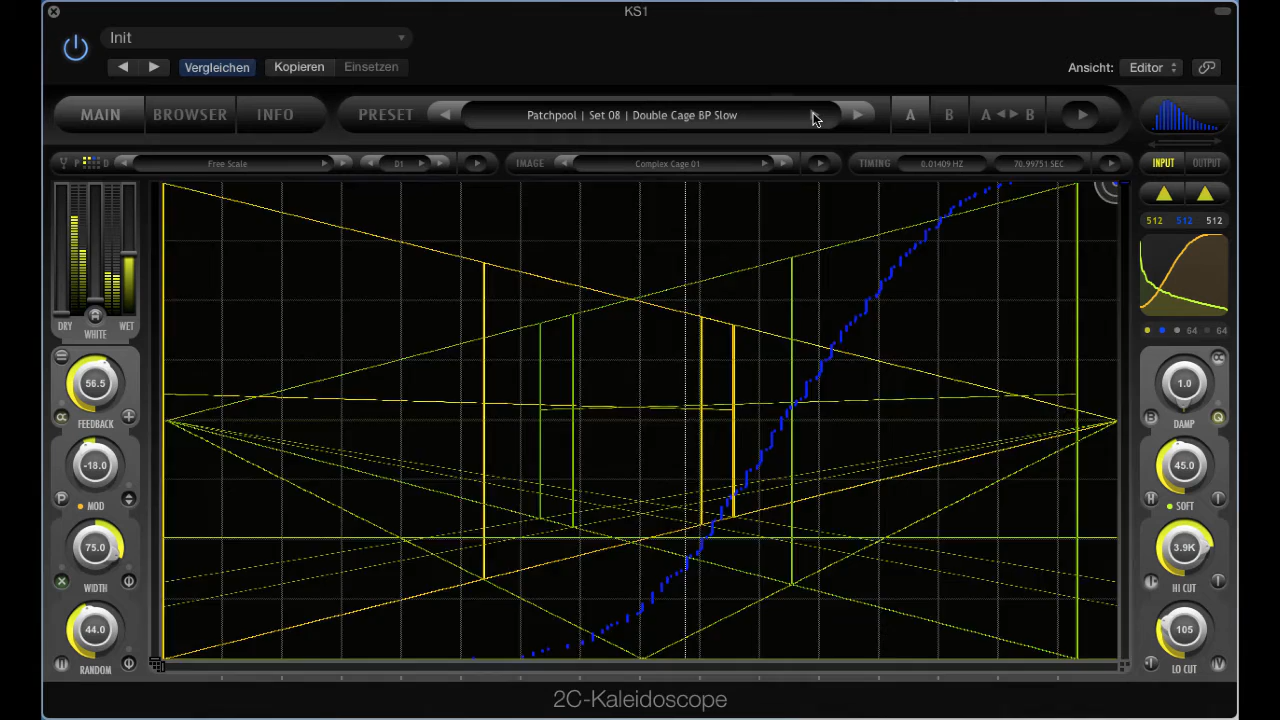 KS1
Init
Vergleichen Kopieren Einsetzen
Ansicht: Editor
MAIN BROWSER INFO PRESET Patchpool | Set 08 | Double Cage BP Slow A B A B
Y P D Free Scale D1 IMAGE Complex Cage 01 TIMING 0.01409 HZ 70.99751 SEC INPUT OUTPUT
512 512 512
DRY WHITE WET
64 64
56.5
FEEDBACK
-18.0
P MOD
75.0
WIDTH
44.0
RANDOM
1.0
B DAMP Q
45.0
H SOFT I
3.9K
HI CUT I
105
LO CUT IV
2C-Kaleidoscope